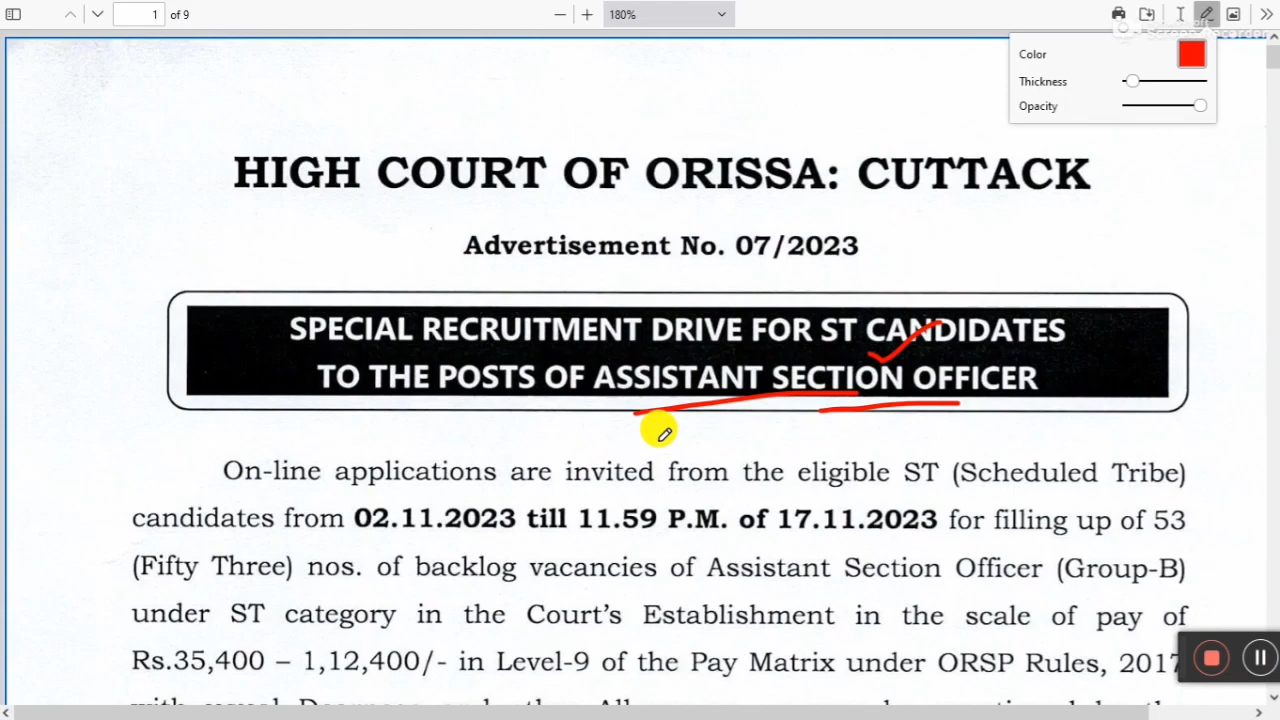 1 of 9
180%
Color
Thickness
Opacity
HIGH COURT OF ORISSA: CUTTACK
Advertisement No. 07/2023
SPECIAL RECRUITMENT DRIVE FOR ST CANDIDATES
TO THE POSTS OF ASSISTANT SECTION OFFICER
On-line applications are invited from the eligible ST (Scheduled Tribe)
candidates from 02.11.2023 till 11.59 P.M. of 17.11.2023 for filling up of 53
(Fifty Three) nos. of backlog vacancies of Assistant Section Officer (Group-B)
under ST category in the Court's Establishment in the scale of pay of
Rs.35,400 – 1,12,400/- in Level-9 of the Pay Matrix under ORSP Rules, 2017